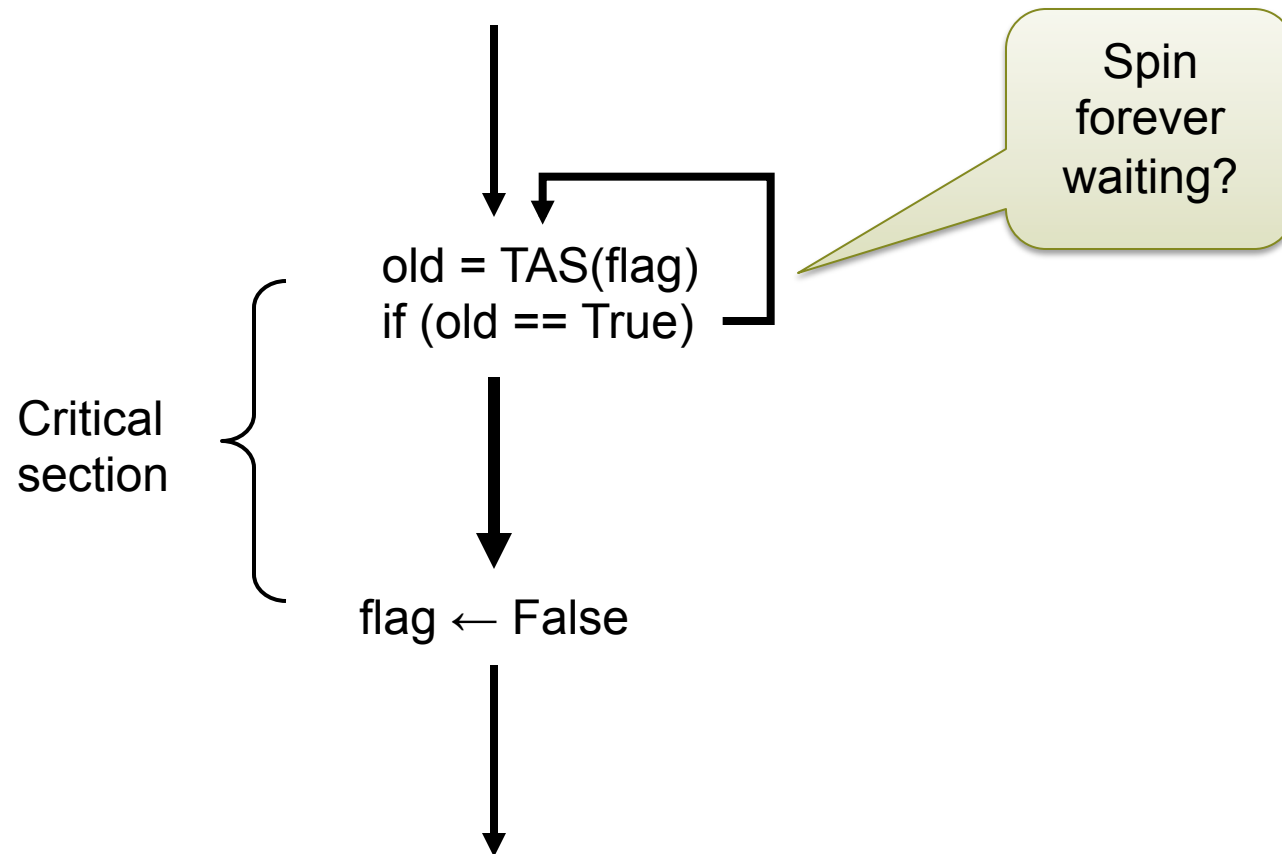 Spin
forever
waiting?
old = TAS(flag)
if (old == True)
Critical
section
flag ← False